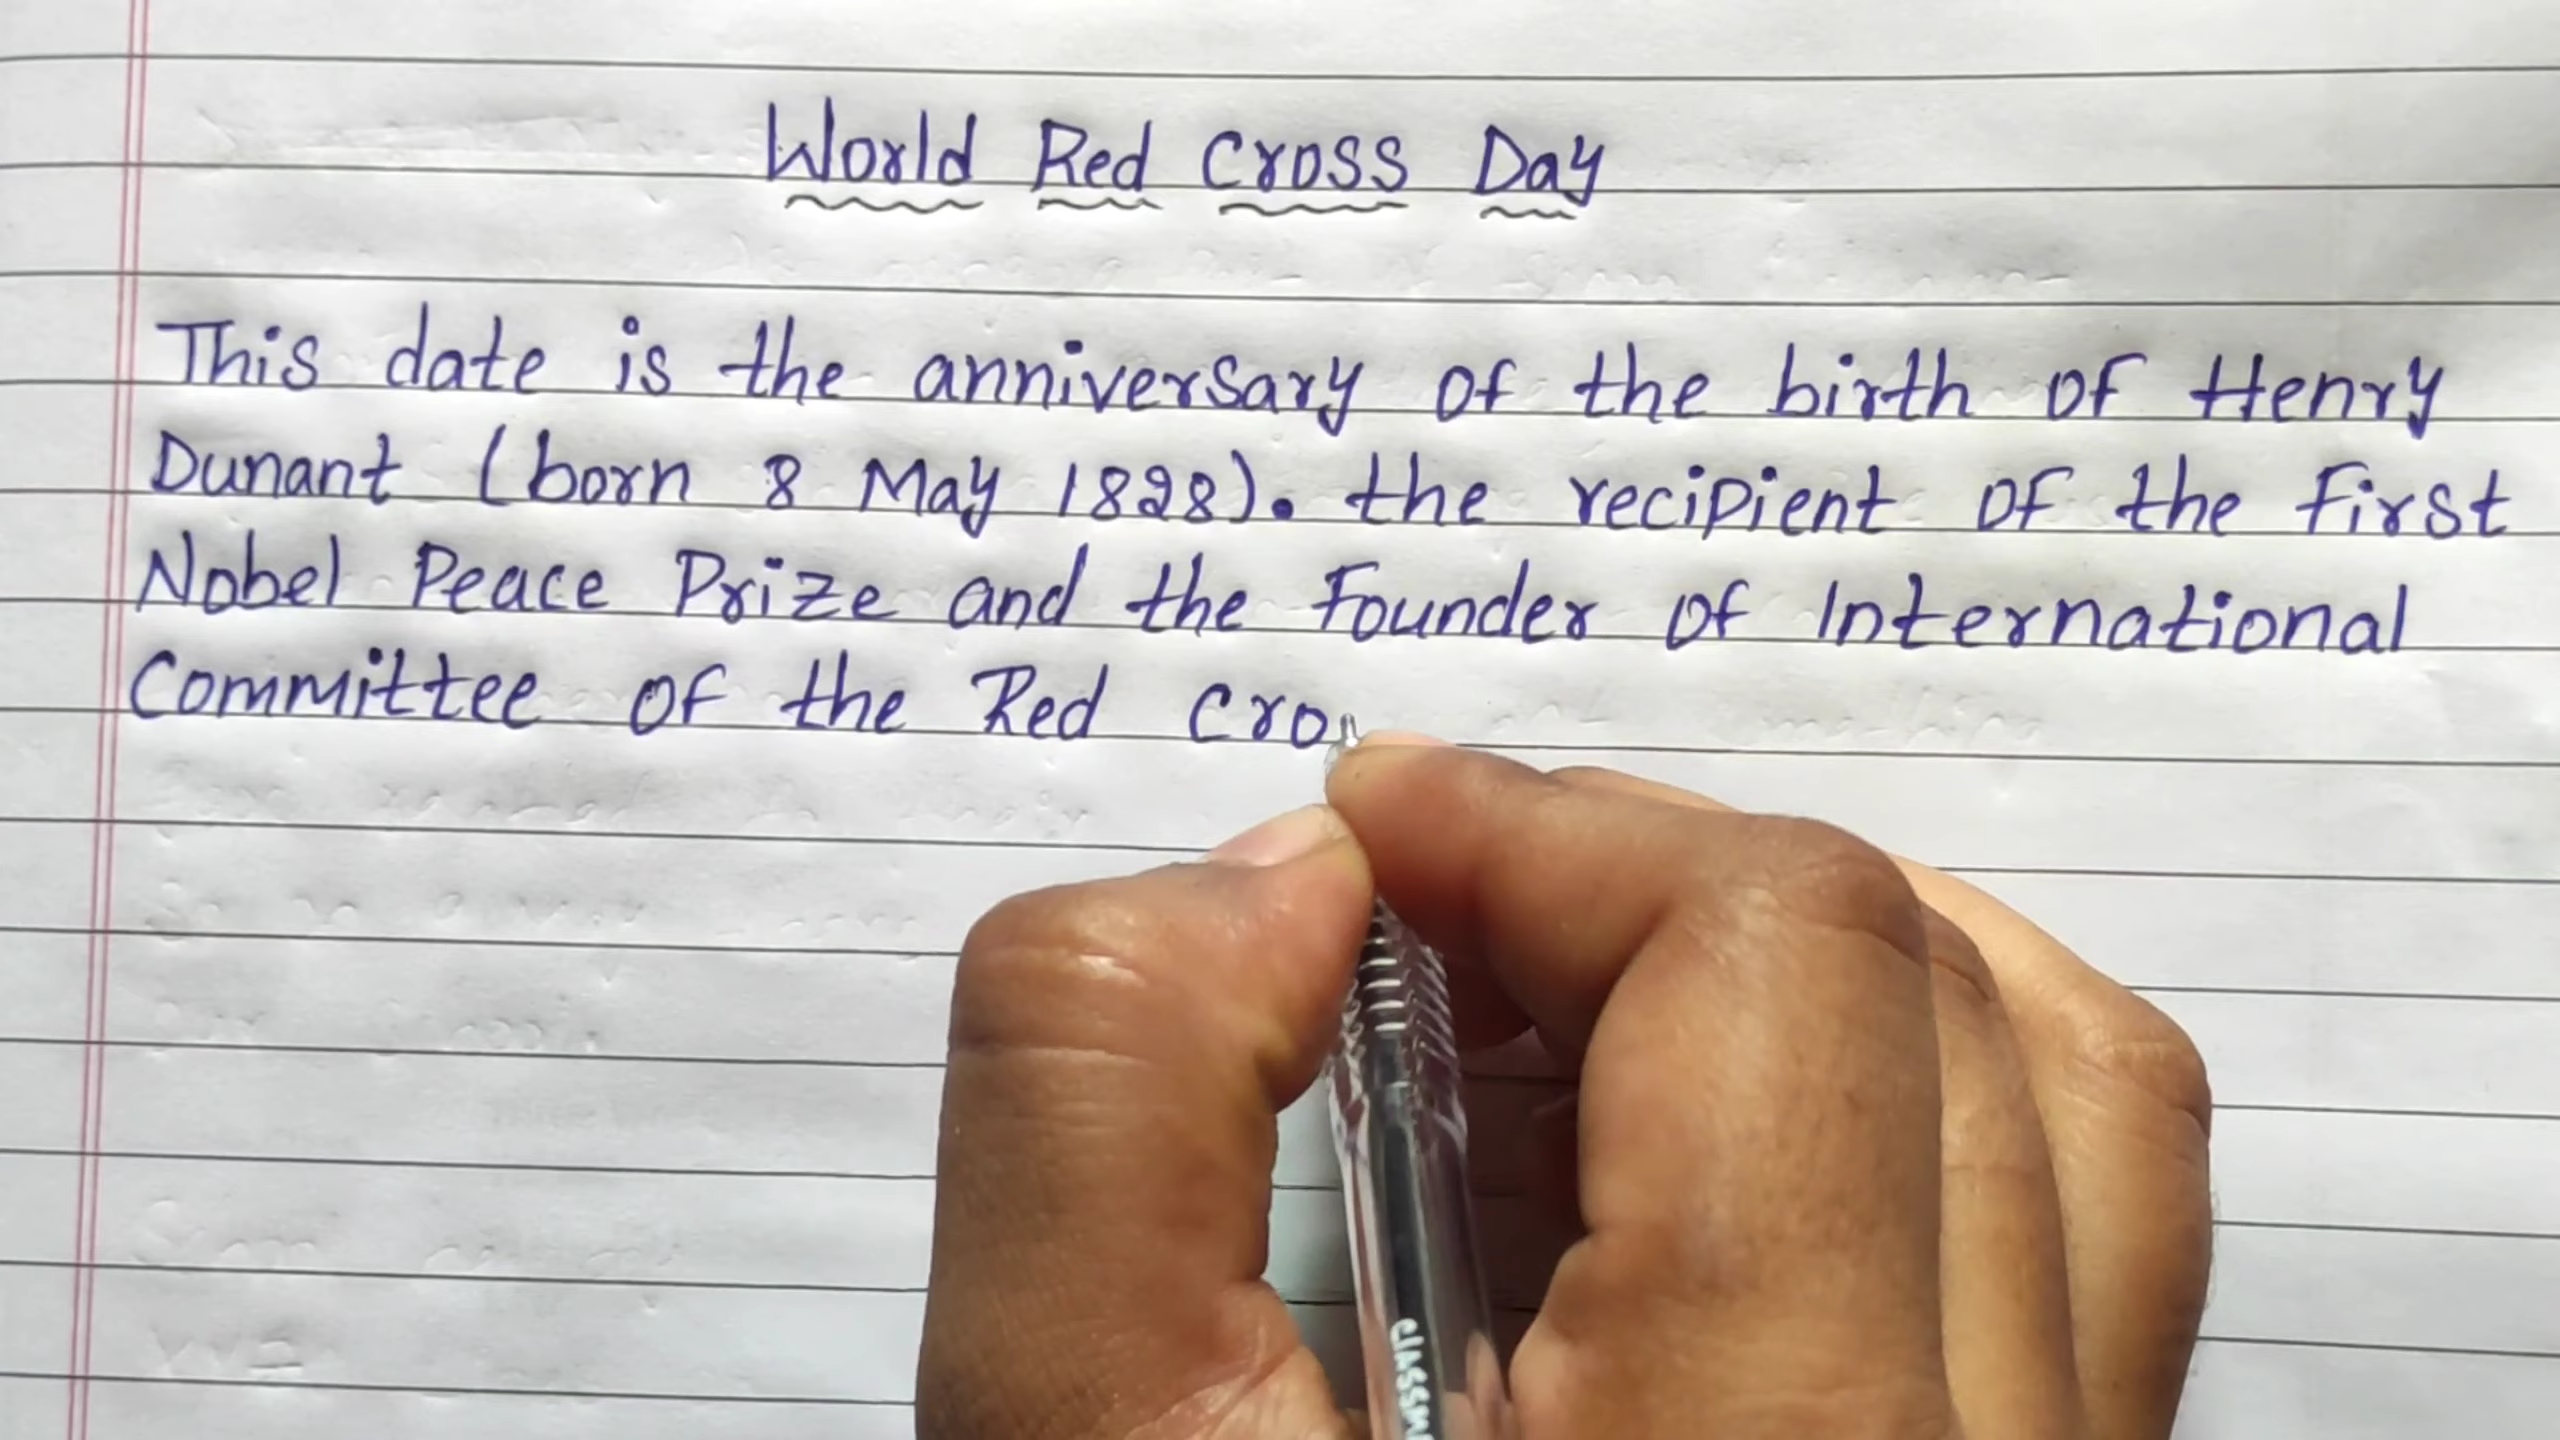 World Red Cross Day
This date is the anniversary of the birth of Henry
Dunant (born 8 May 1828). the recipient of the first
Nobel Peace Prize and the Founder of International
Committee of the Red Cro
classm